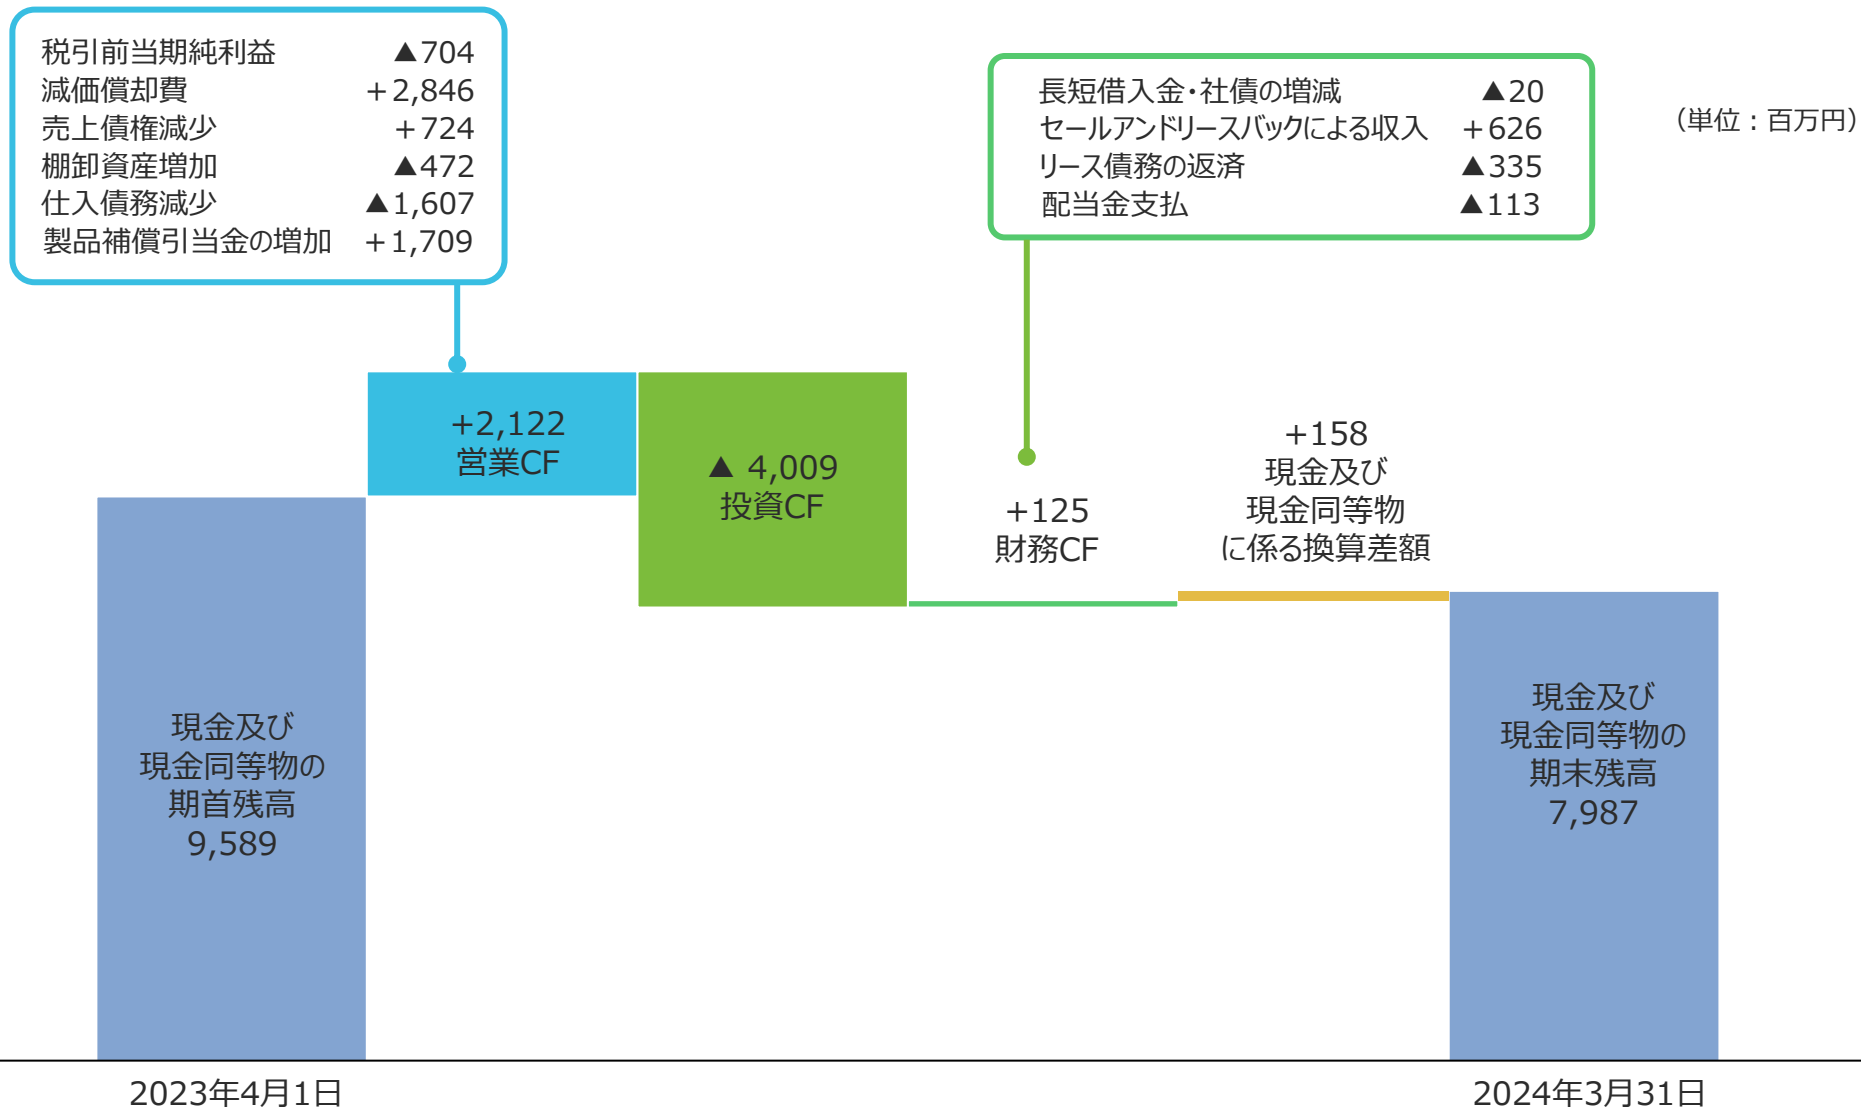 税引前当期純利益 ▲704
減価償却費 +2,846
売上債権減少 +724
棚卸資産増加 ▲472
仕入債務減少 ▲1,607
製品補償引当金の増加 +1,709
長短借入金・社債の増減 ▲20
セールアンドリースバックによる収入 +626
リース債務の返済 ▲335
配当金支払 ▲113
（単位：百万円）
+2,122
営業CF
▲ 4,009
投資CF
+125
財務CF
+158
現金及び
現金同等物
に係る換算差額
現金及び
現金同等物の
期首残高
9,589
現金及び
現金同等物の
期末残高
7,987
2023年4月1日
2024年3月31日